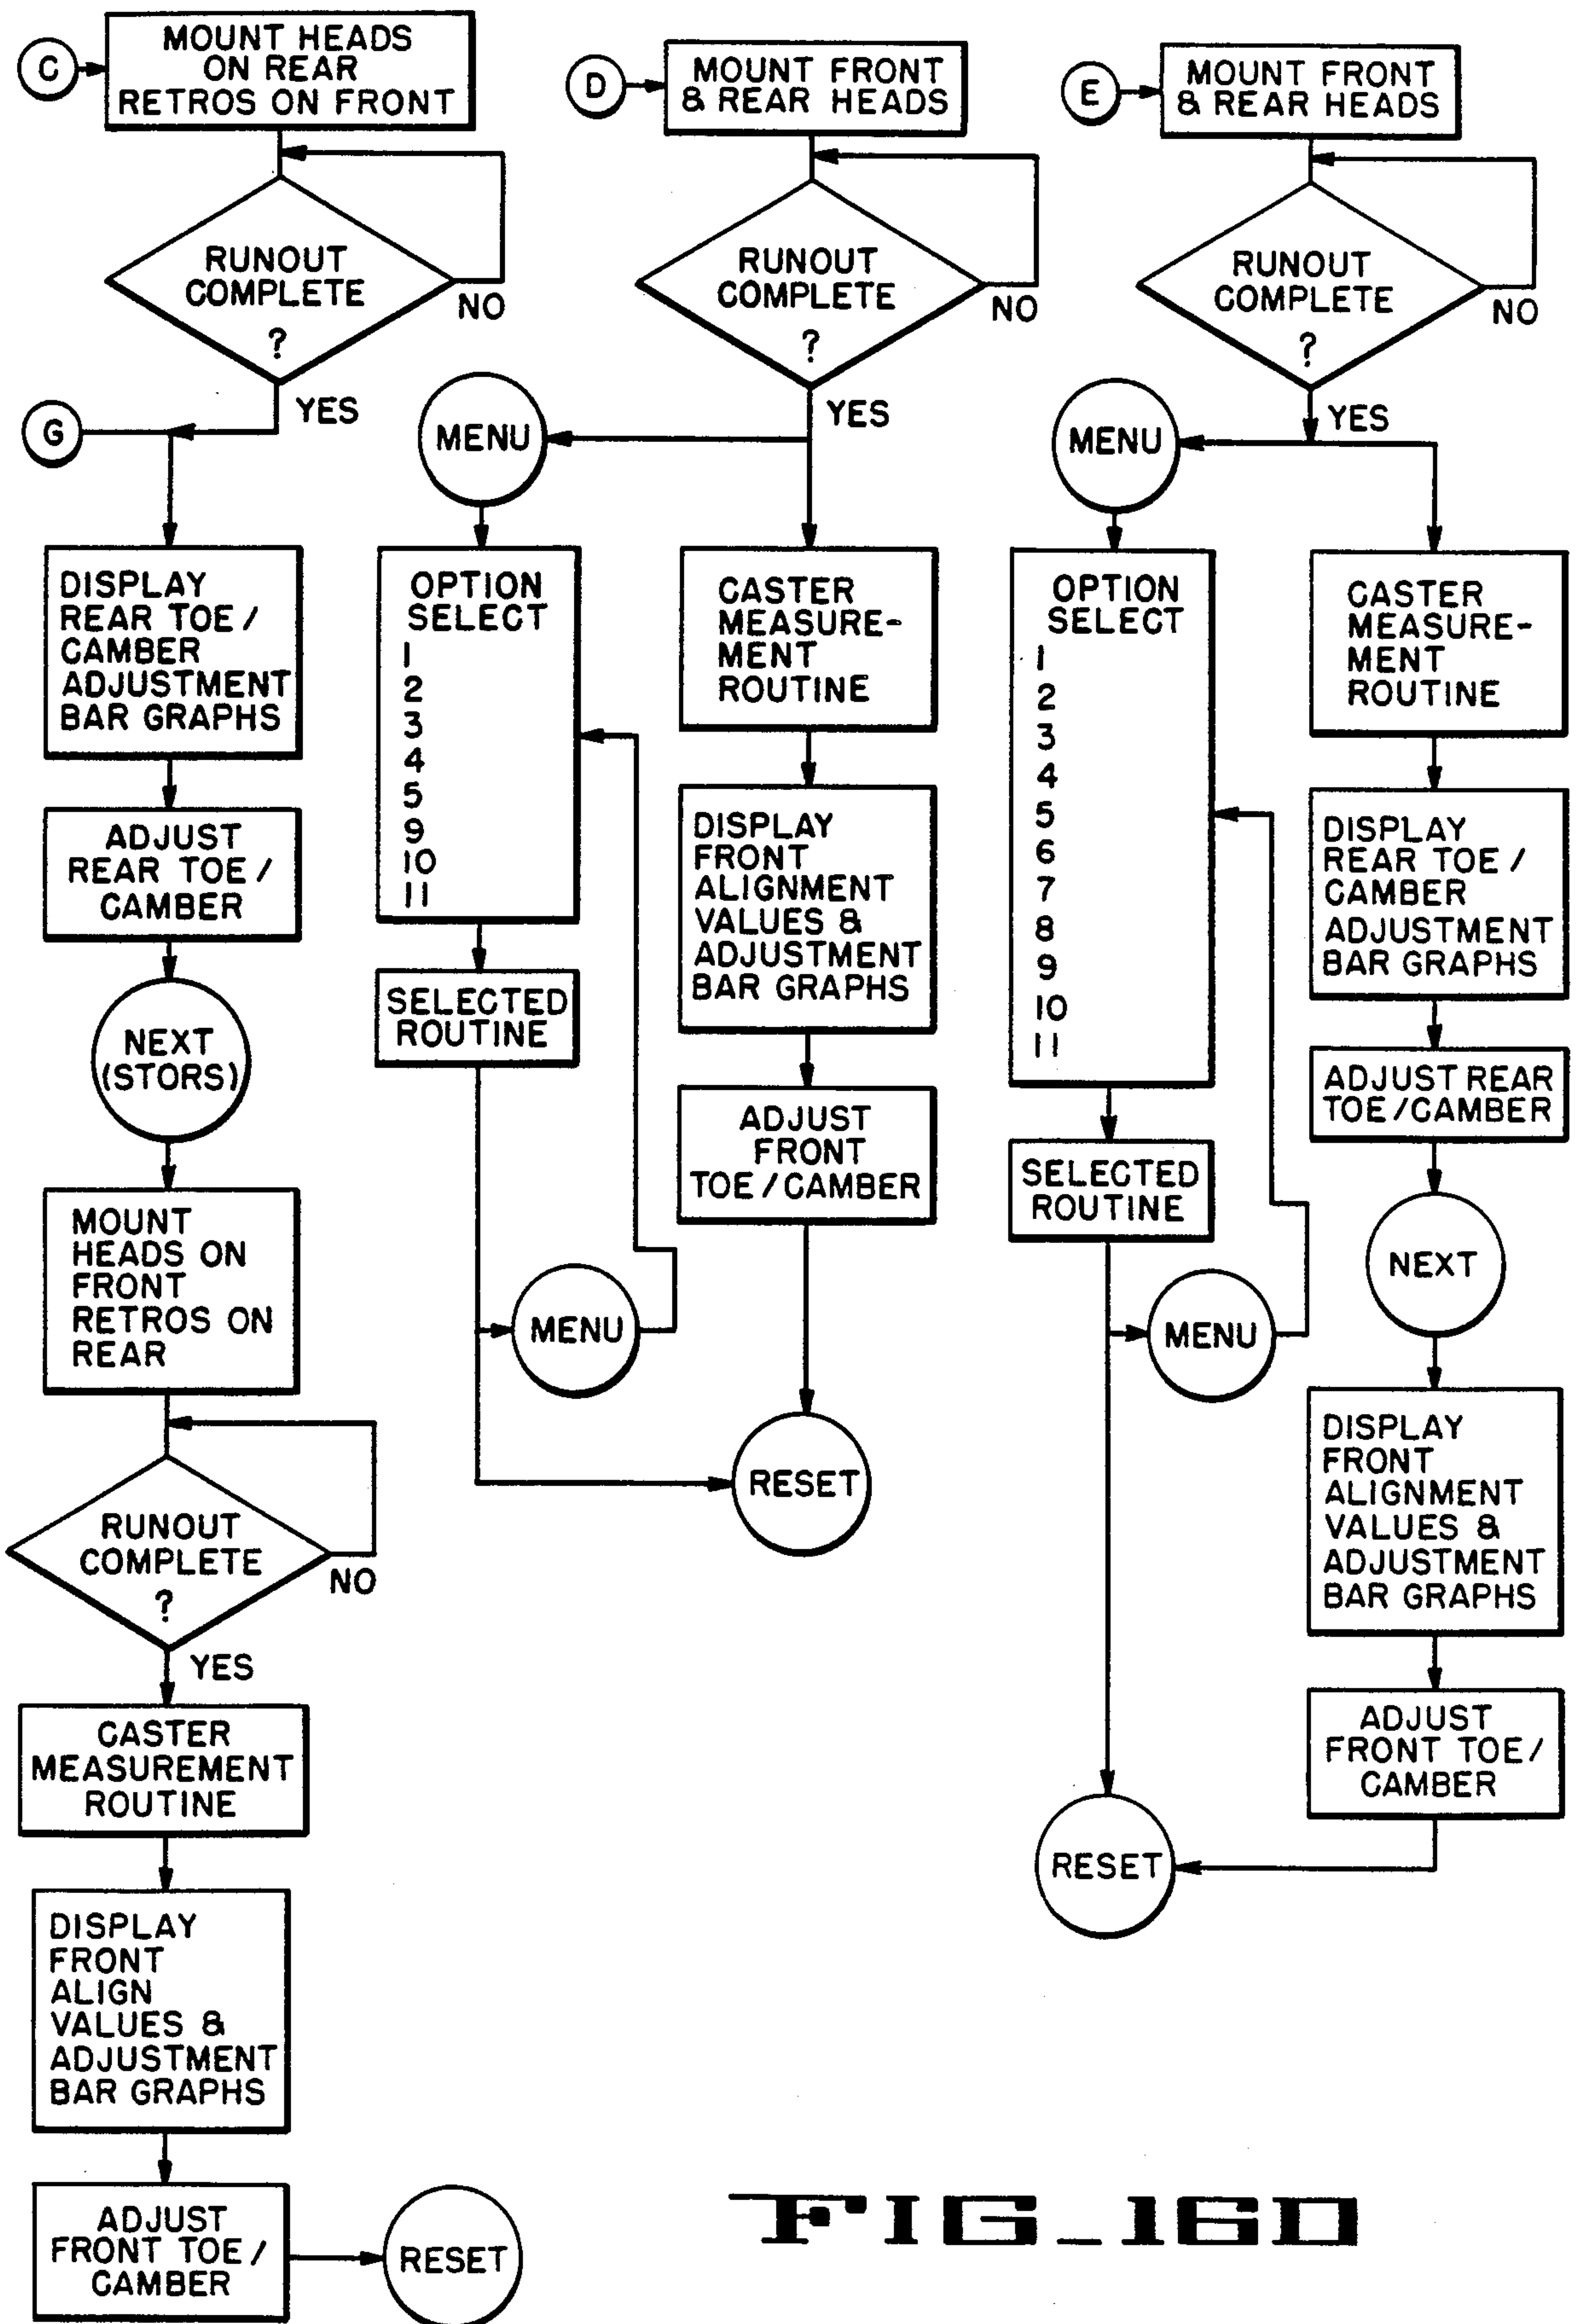 C
MOUNT HEADS
ON REAR
RETROS ON FRONT
RUNOUT
COMPLETE
?
NO
YES
G
DISPLAY
REAR TOE /
CAMBER
ADJUSTMENT
BAR GRAPHS
ADJUST
REAR TOE /
CAMBER
NEXT
(STORS)
MOUNT
HEADS ON
FRONT
RETROS ON
REAR
RUNOUT
COMPLETE
?
NO
YES
CASTER
MEASUREMENT
ROUTINE
DISPLAY
FRONT
ALIGN
VALUES &
ADJUSTMENT
BAR GRAPHS
ADJUST
FRONT TOE /
CAMBER
RESET
D
MOUNT FRONT
& REAR HEADS
RUNOUT
COMPLETE
?
NO
YES
MENU
OPTION
SELECT
1
2
3
4
5
9
10
11
SELECTED
ROUTINE
MENU
CASTER
MEASURE-
MENT
ROUTINE
DISPLAY
FRONT
ALIGNMENT
VALUES &
ADJUSTMENT
BAR GRAPHS
ADJUST
FRONT
TOE / CAMBER
RESET
E
MOUNT FRONT
& REAR HEADS
RUNOUT
COMPLETE
?
NO
YES
MENU
OPTION
SELECT
1
2
3
4
5
6
7
8
9
10
11
SELECTED
ROUTINE
MENU
CASTER
MEASURE-
MENT
ROUTINE
DISPLAY
REAR TOE /
CAMBER
ADJUSTMENT
BAR GRAPHS
ADJUST REAR
TOE / CAMBER
NEXT
DISPLAY
FRONT
ALIGNMENT
VALUES &
ADJUSTMENT
BAR GRAPHS
ADJUST
FRONT TOE /
CAMBER
RESET
FIG_16D